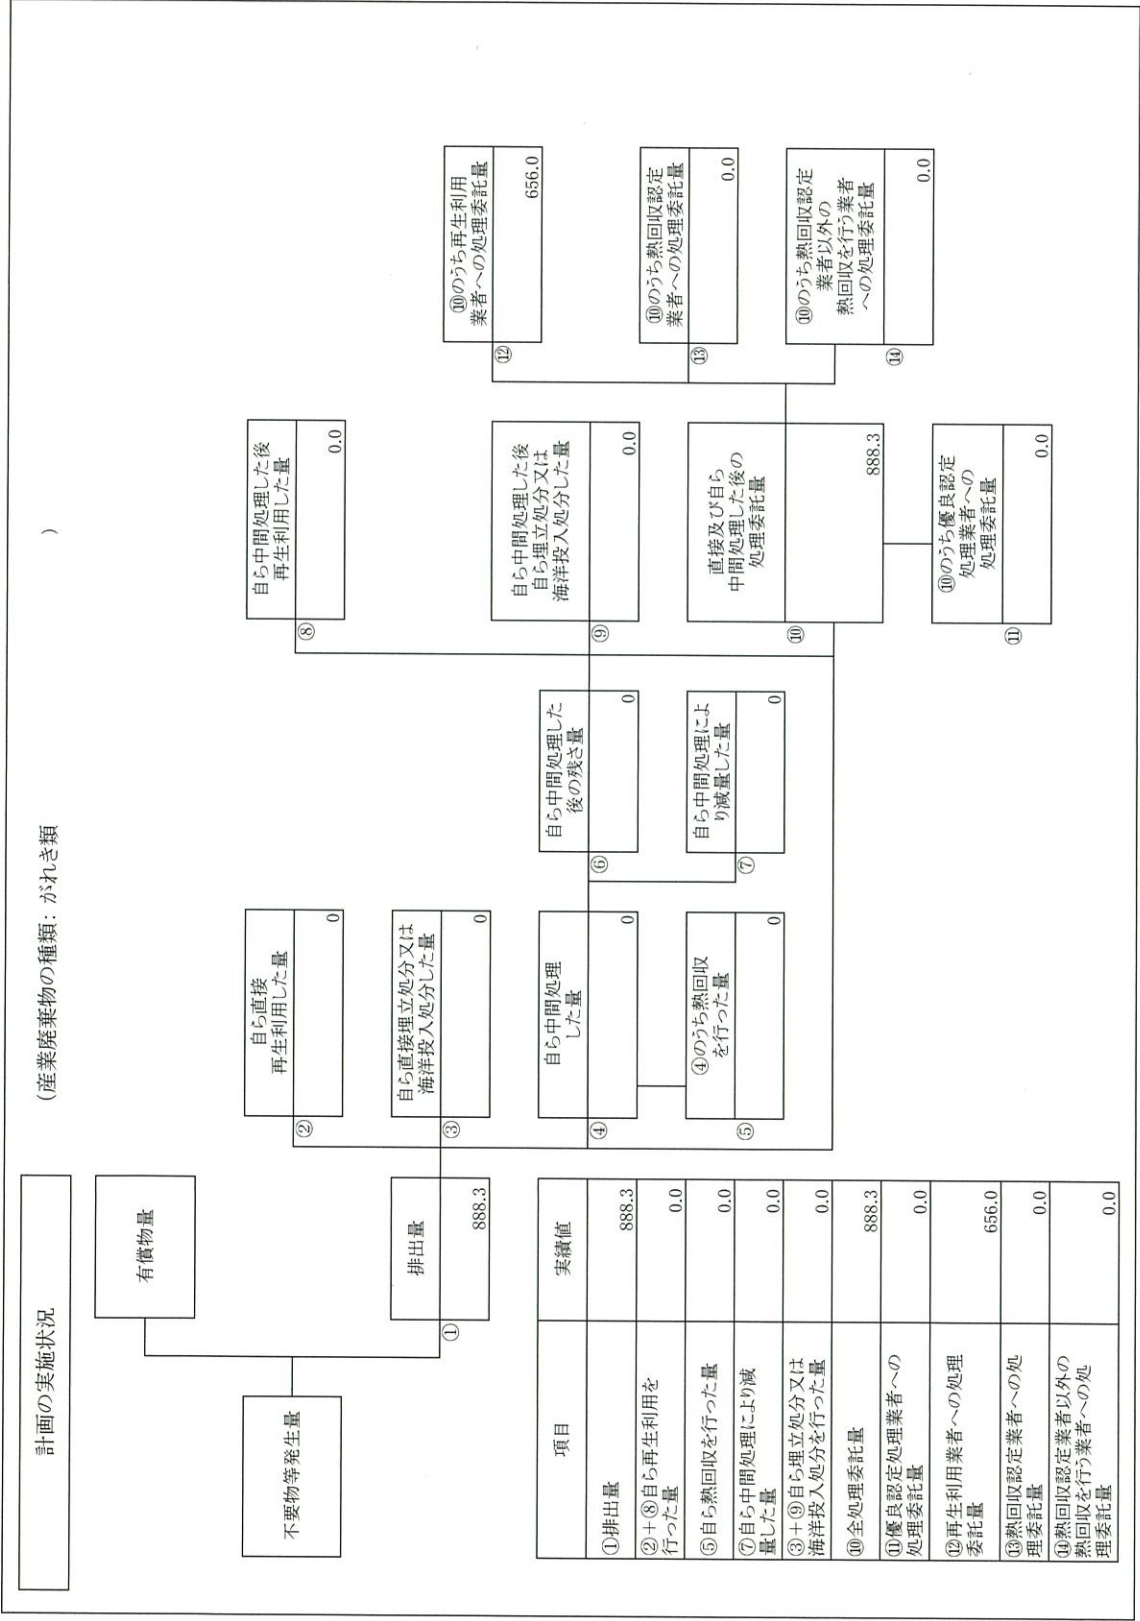 計画の実施状況
(産業廃棄物の種類: がれき類
)
不要物等発生量
有償物量
排出量
①
888.3
自ら直接
再生利用した量
②
0
自ら直接埋立処分又は
海洋投入処分した量
③
0
自ら中間処理
した量
④
0
④のうち熱回収
を行った量
⑤
0
自ら中間処理した
後の残さ量
⑥
0
自ら中間処理によ
り減量した量
⑦
0
自ら中間処理した後
再生利用した量
⑧
0.0
自ら中間処理した後
自ら埋立処分又は
海洋投入処分した量
⑨
0.0
直接及び自ら
中間処理した後の
処理委託量
⑩
888.3
⑩のうち優良認定
処理業者への
処理委託量
⑪
0.0
⑩のうち再生利用
業者への処理委託量
⑫
656.0
⑩のうち熱回収認定
業者への処理委託量
⑬
0.0
⑩のうち熱回収認定
業者以外の
熱回収を行う業者
への処理委託量
⑭
0.0
項目 実績値
①排出量 888.3
②+⑧自ら再生利用を
行った量 0.0
⑤自ら熱回収を行った量 0.0
⑦自ら中間処理により減
量した量 0.0
③+⑨自ら埋立処分又は
海洋投入処分を行った量 0.0
⑩全処理委託量 888.3
⑪優良認定処理業者への
処理委託量 0.0
⑫再生利用業者への処理
委託量 656.0
⑬熱回収認定業者への処
理委託量 0.0
⑭熱回収認定業者以外の
熱回収を行う業者への処
理委託量 0.0